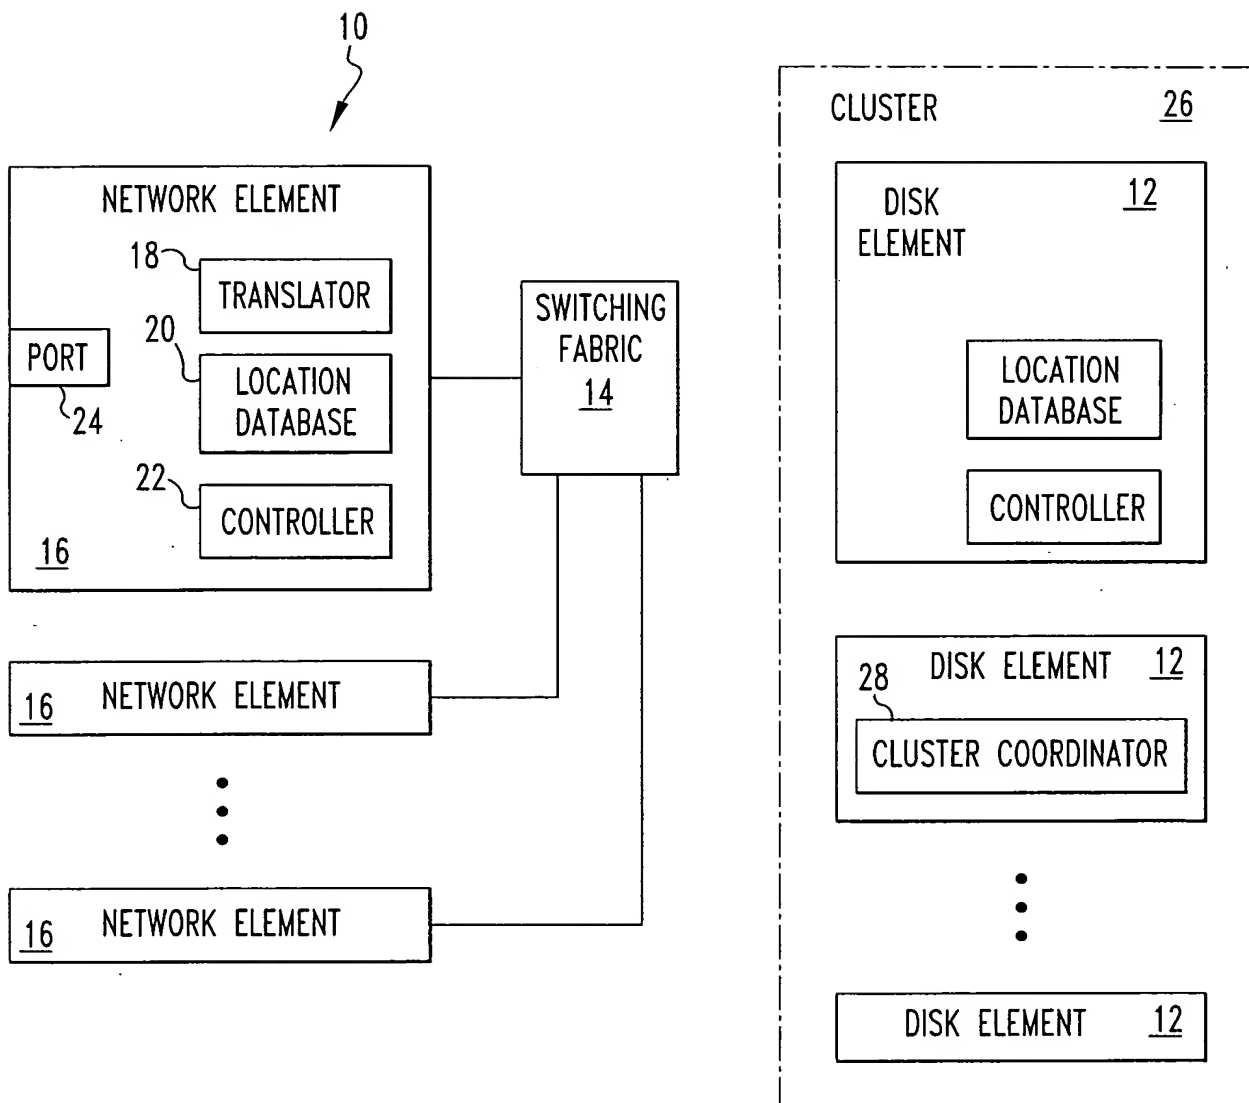 10
NETWORK ELEMENT
18
TRANSLATOR
20
LOCATION
DATABASE
PORT
24
22
CONTROLLER
16
NETWORK ELEMENT
16
NETWORK ELEMENT
16
SWITCHING
FABRIC
14
CLUSTER 26
DISK
ELEMENT
12
LOCATION
DATABASE
CONTROLLER
DISK ELEMENT 12
28
CLUSTER COORDINATOR
DISK ELEMENT 12